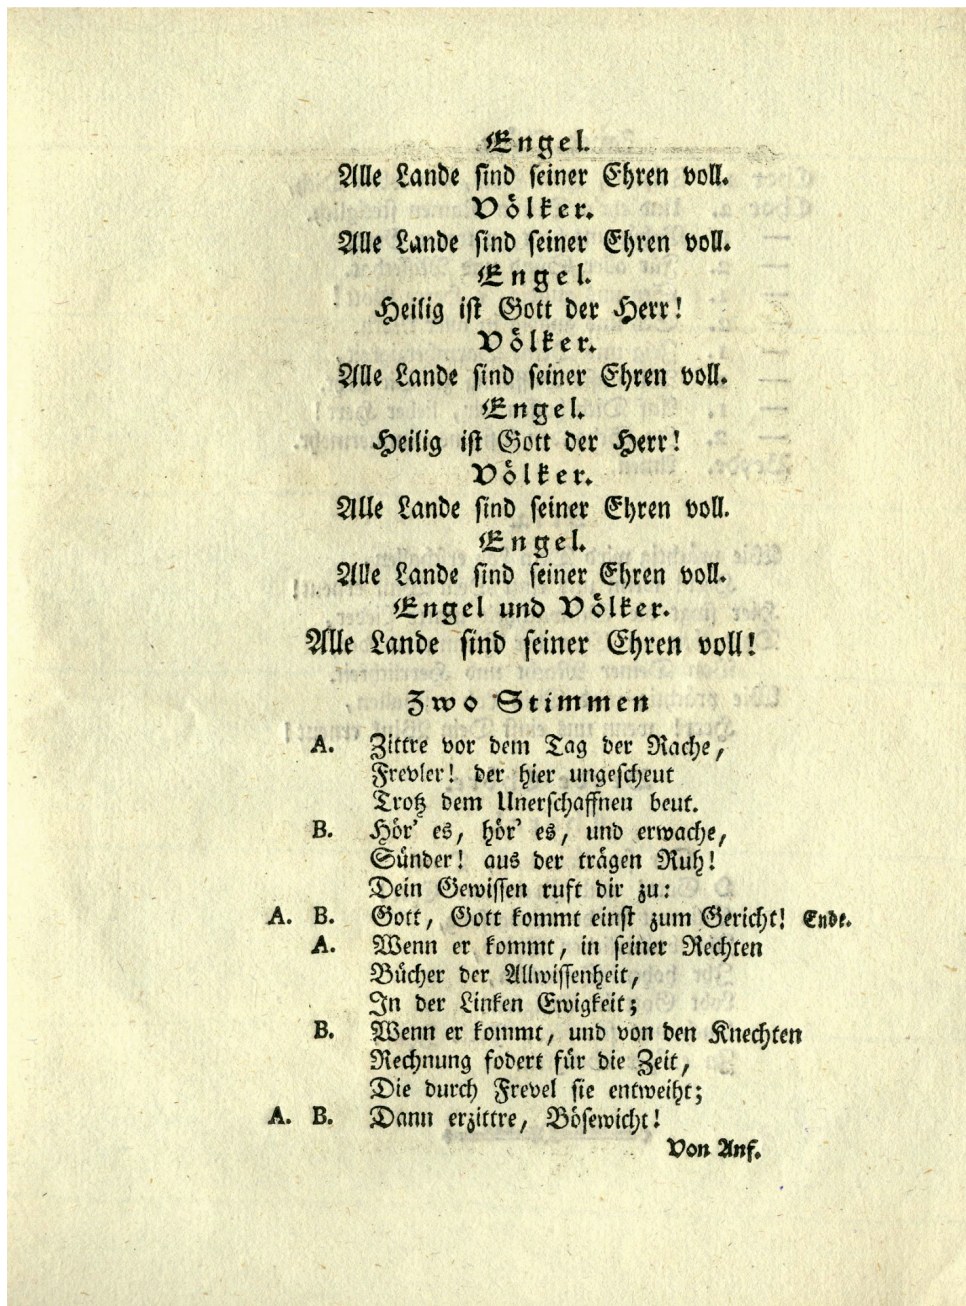 Engel.
Alle Lande sind seiner Ehren voll.
Völker.
Alle Lande sind seiner Ehren voll.
Engel.
Heilig ist Gott der Herr!
Völker.
Alle Lande sind seiner Ehren voll.
Engel.
Heilig ist Gott der Herr!
Völker.
Alle Lande sind seiner Ehren voll.
Engel.
Alle Lande sind seiner Ehren voll.
Engel und Völker.
Alle Lande sind seiner Ehren voll!
Zwo Stimmen
A. Zittre vor dem Tag der Rache,
Frevler! der hier ungescheut
Trotz dem Unerschaffnen beut.
B. Hör' es, hör' es, und erwache,
Sünder! aus der trägen Ruh!
Dein Gewissen ruft dir zu:
A. B. Gott, Gott kommt einst zum Gericht! Ende.
A. Wenn er kommt, in seiner Rechten
Bücher der Allwissenheit,
In der Linken Ewigkeit;
B. Wenn er kommt, und von den Knechten
Rechnung fodert für die Zeit,
Die durch Frevel sie entweiht;
A. B. Dann erzittre, Bösewicht!
Von Anf.